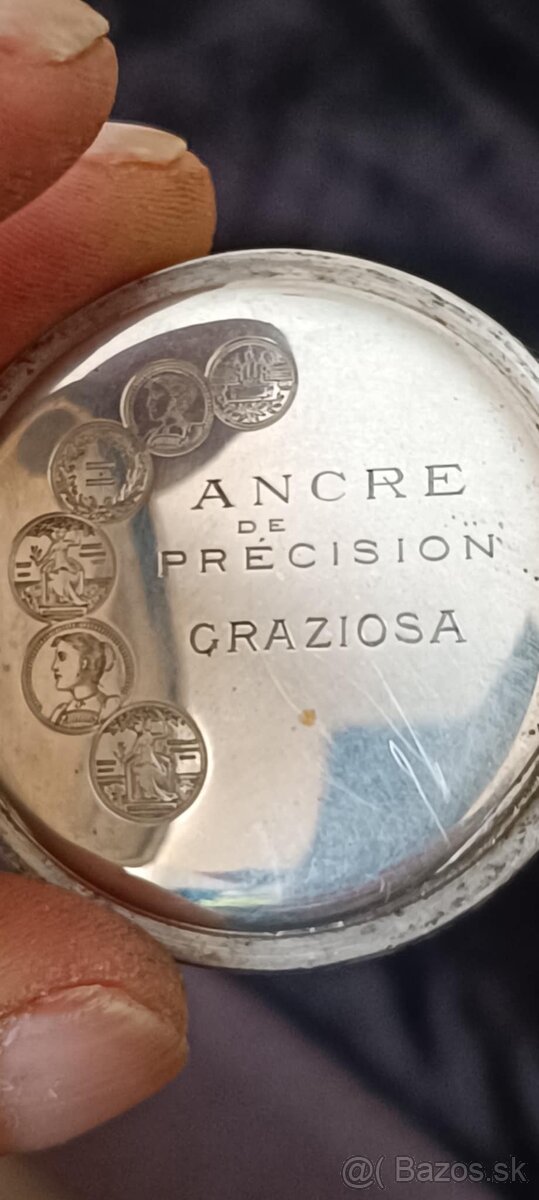 ANCRE
DE
PRÉCISION
GRAZIOSA
@( Bazos.sk